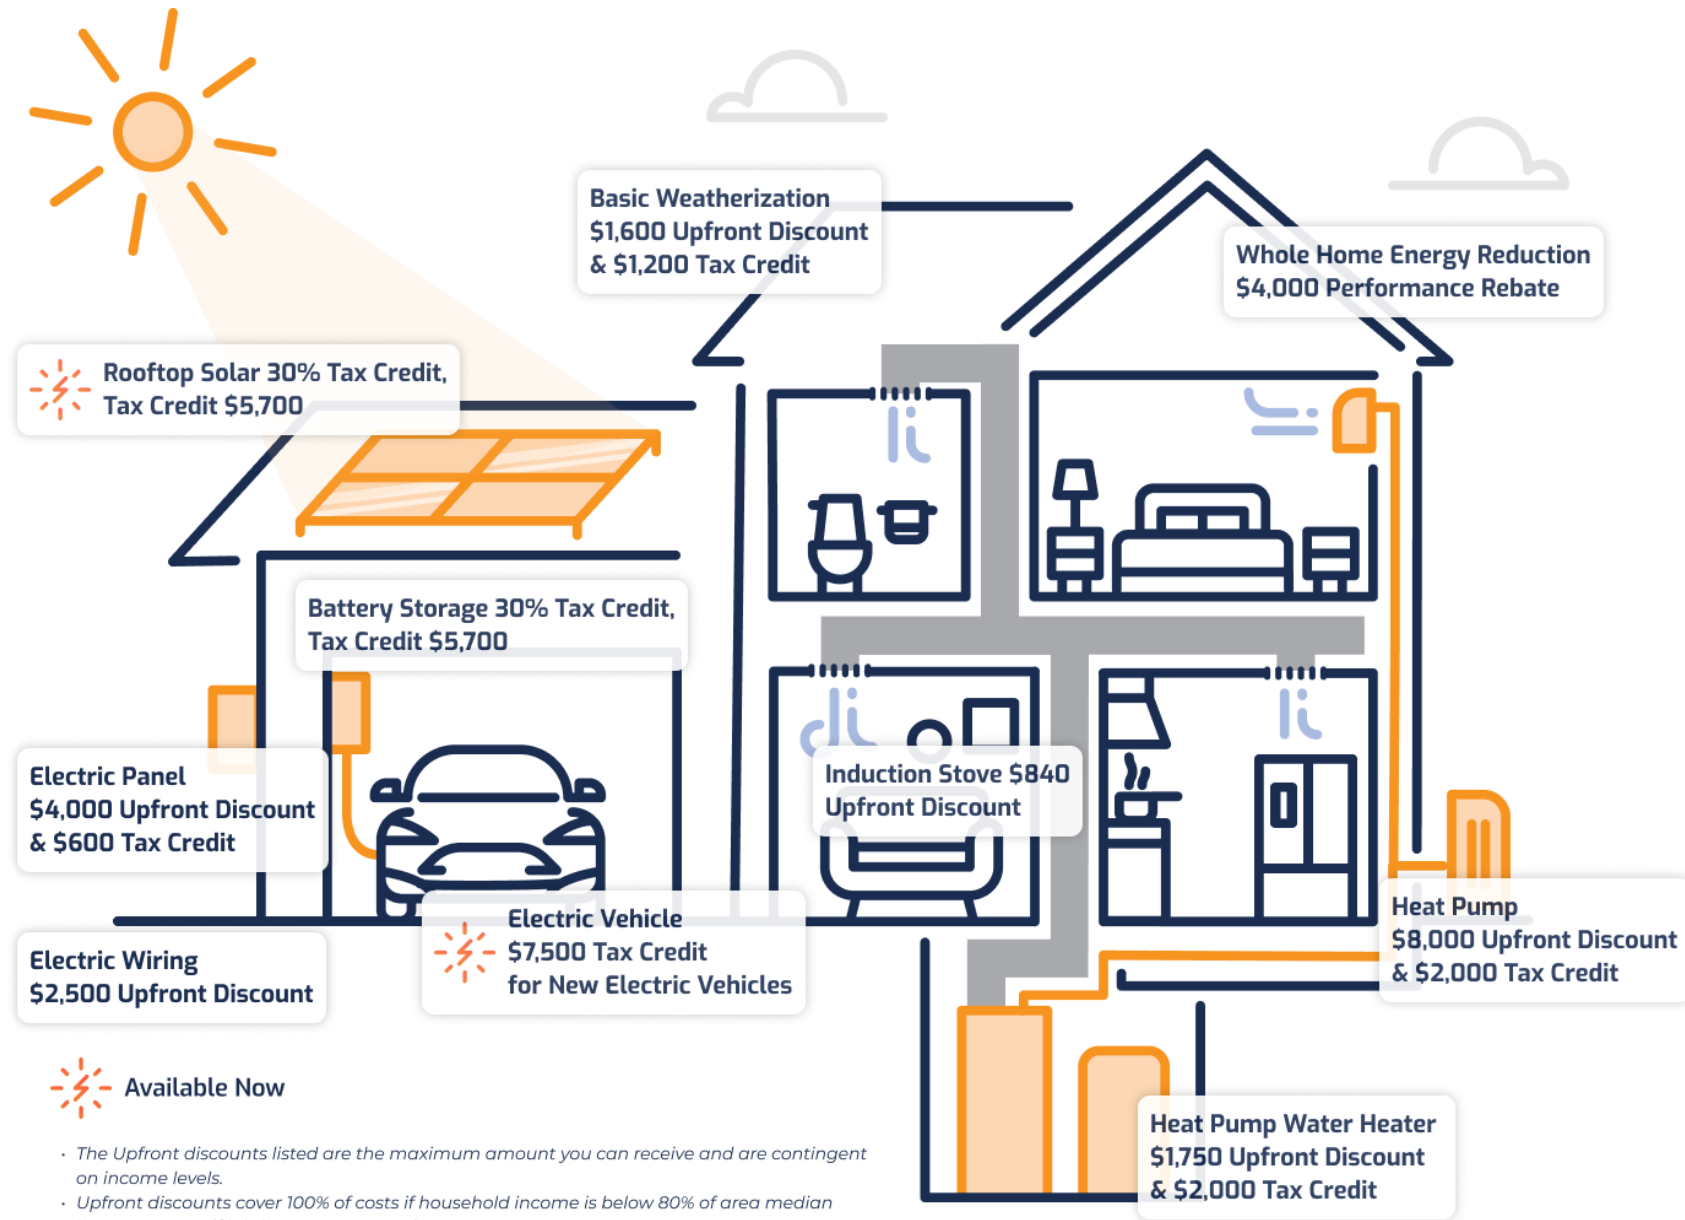 Basic Weatherization
$1,600 Upfront Discount
& $1,200 Tax Credit
Whole Home Energy Reduction
$4,000 Performance Rebate
Rooftop Solar 30% Tax Credit,
Tax Credit $5,700
Battery Storage 30% Tax Credit,
Tax Credit $5,700
Electric Panel
$4,000 Upfront Discount
& $600 Tax Credit
Induction Stove $840
Upfront Discount
Electric Vehicle
$7,500 Tax Credit
for New Electric Vehicles
Heat Pump
$8,000 Upfront Discount
& $2,000 Tax Credit
Electric Wiring
$2,500 Upfront Discount
Available Now
Heat Pump Water Heater
$1,750 Upfront Discount
& $2,000 Tax Credit
• The Upfront discounts listed are the maximum amount you can receive and are contingent
on income levels.
• Upfront discounts cover 100% of costs if household income is below 80% of area median